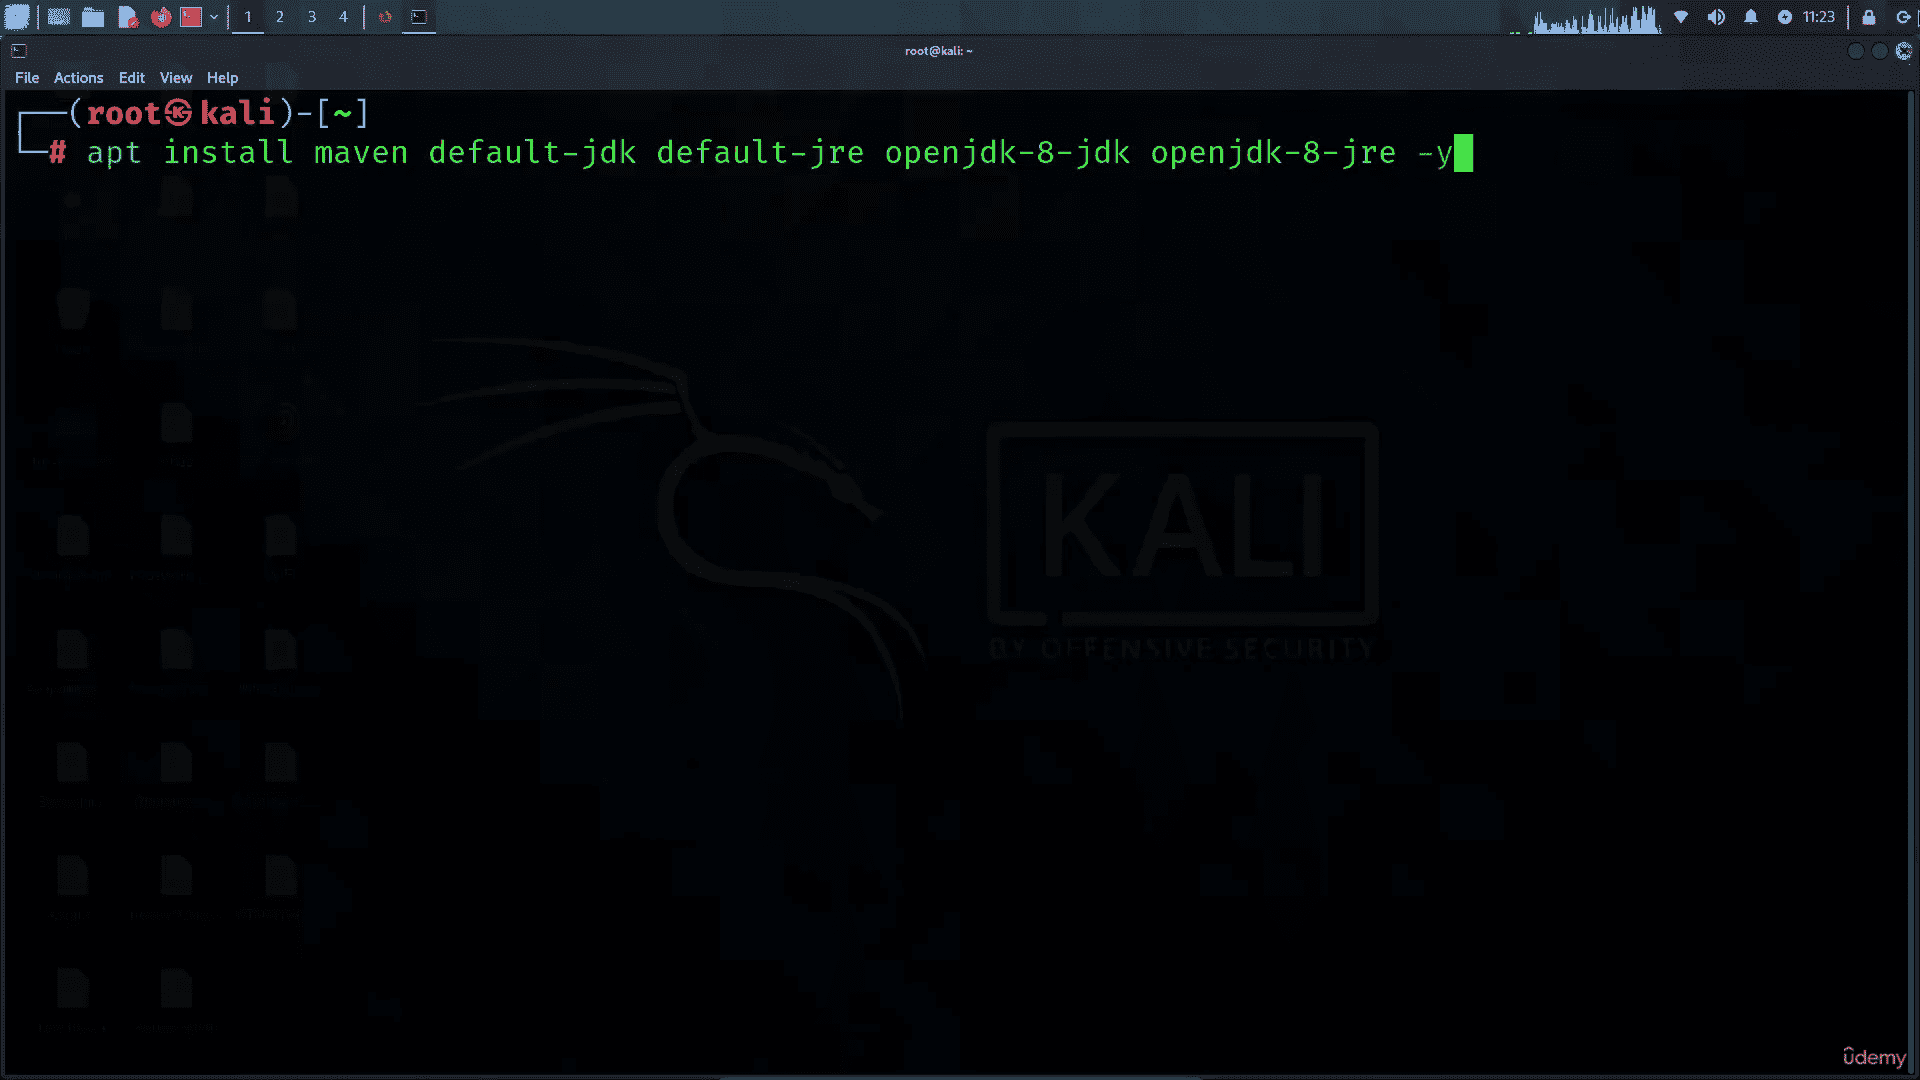 1 2 3 4 11:23
root@kali: ~
File Actions Edit View Help
(root㉿kali)-[~]
# apt install maven default-jdk default-jre openjdk-8-jdk openjdk-8-jre -y
KALI
BY OFFENSIVE SECURITY
ûdemy